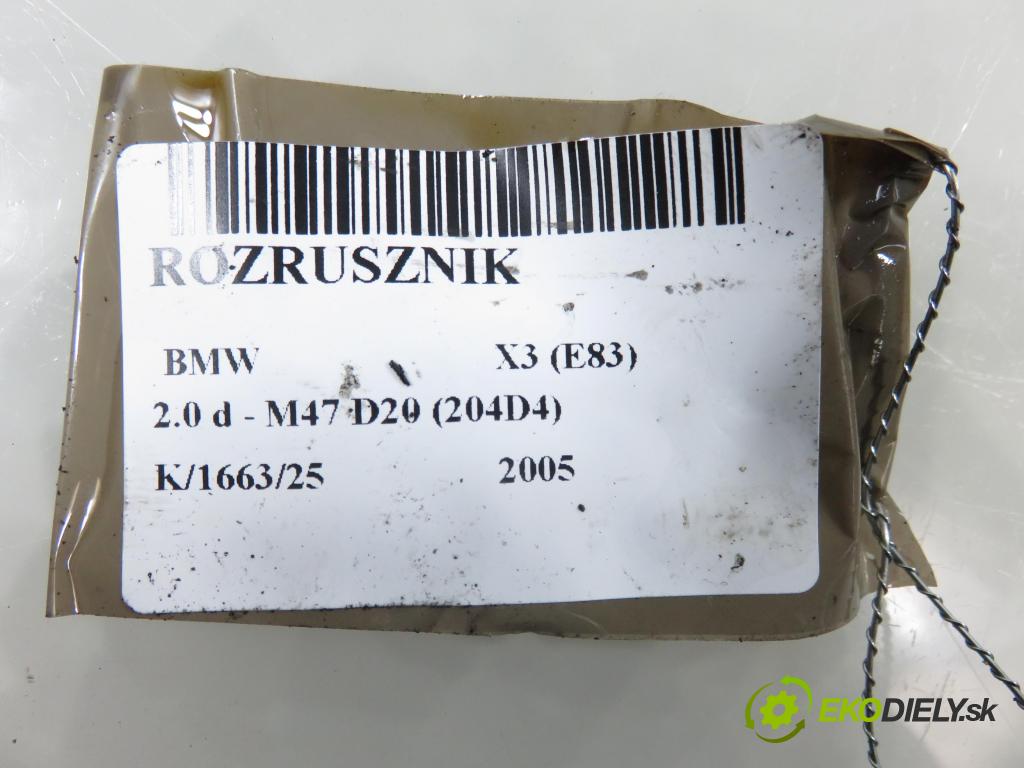 ROZRUSZNIK
BMW X3 (E83)
2.0 d - M47 D20 (204D4)
K/1663/25 2005
EKODIELY.sk